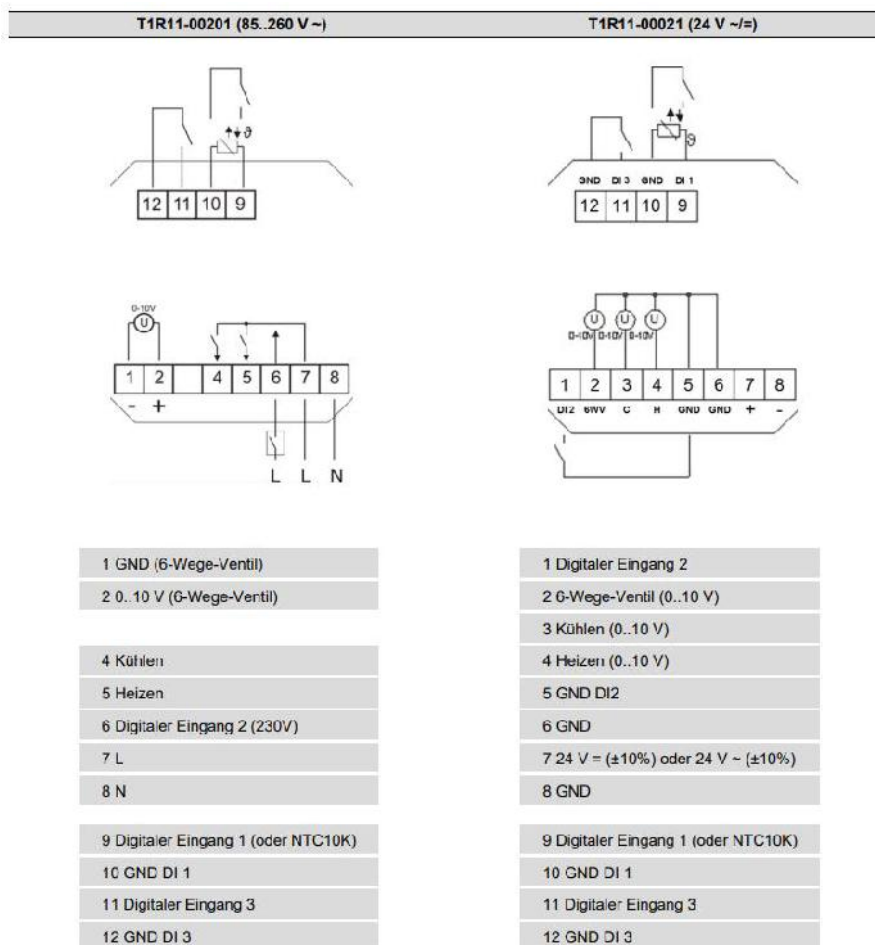 T1R11-00201 (85..260 V ~)
T1R11-00021 (24 V ~/=)
ϑ
12 11 10 9
ϑ
GND DI 3 GND DI 1
12 11 10 9
0-10V
U
1 2 4 5 6 7 8
- +
L L N
U U U
0-10V 0-10V 0-10V
1 2 3 4 5 6 7 8
DI2 6WV C H GND GND + -
1 GND (6-Wege-Ventil)
2 0..10 V (6-Wege-Ventil)
4 Kühlen
5 Heizen
6 Digitaler Eingang 2 (230V)
7 L
8 N
9 Digitaler Eingang 1 (oder NTC10K)
10 GND DI 1
11 Digitaler Eingang 3
12 GND DI 3
1 Digitaler Eingang 2
2 6-Wege-Ventil (0..10 V)
3 Kühlen (0..10 V)
4 Heizen (0..10 V)
5 GND DI2
6 GND
7 24 V = (±10%) oder 24 V ~ (±10%)
8 GND
9 Digitaler Eingang 1 (oder NTC10K)
10 GND DI 1
11 Digitaler Eingang 3
12 GND DI 3